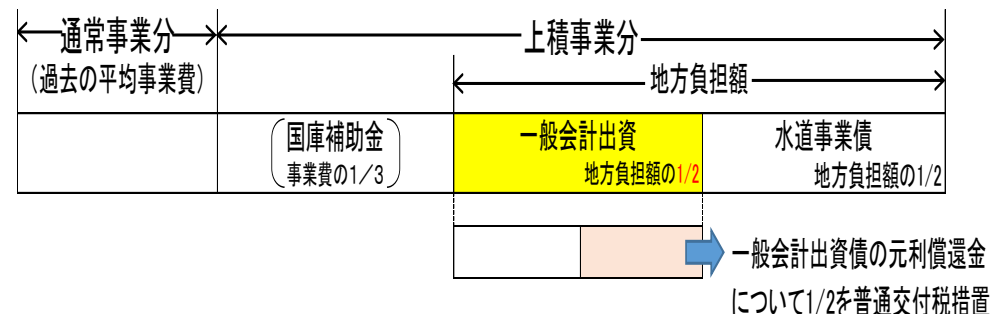 通常事業分
上積事業分
(過去の平均事業費)
地方負担額
国庫補助金
事業費の1/3
一般会計出資
地方負担額の1/2
水道事業債
地方負担額の1/2
一般会計出資債の元利償還金
について1/2を普通交付税措置